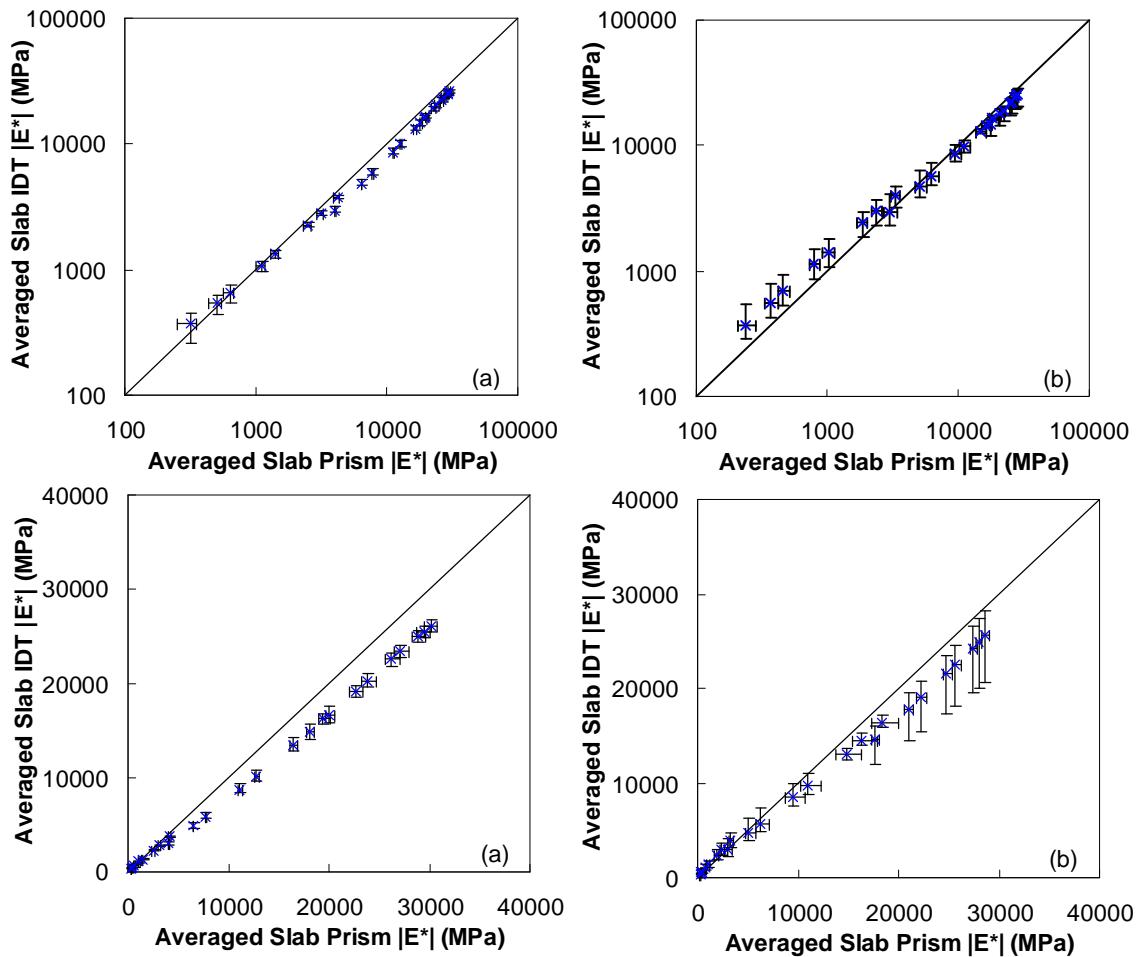 100000
10000
1000
100
Averaged Slab IDT |E*| (MPa)
(a)
100 1000 10000 100000
Averaged Slab Prism |E*| (MPa)
100000
10000
1000
100
Averaged Slab IDT |E*| (MPa)
(b)
100 1000 10000 100000
Averaged Slab Prism |E*| (MPa)
40000
30000
20000
10000
0
Averaged Slab IDT |E*| (MPa)
(a)
0 10000 20000 30000 40000
Averaged Slab Prism |E*| (MPa)
40000
30000
20000
10000
0
Averaged Slab IDT |E*| (MPa)
(b)
0 10000 20000 30000 40000
Averaged Slab Prism |E*| (MPa)